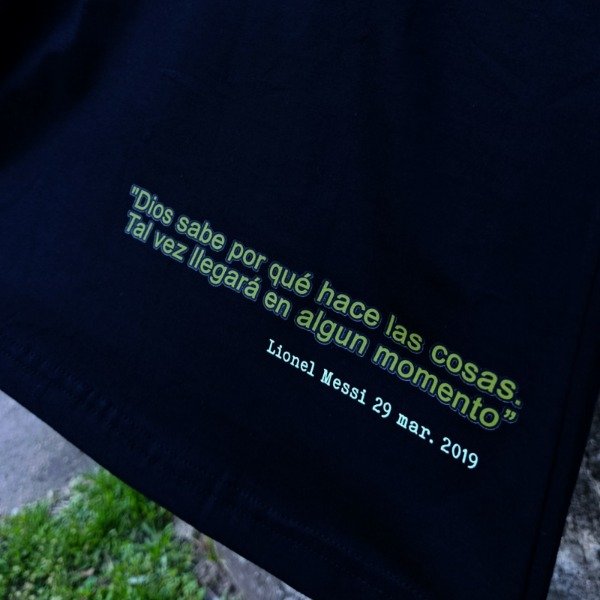 "Dios sabe por qué hace las cosas.
Tal vez llegará en algun momento”
Lionel Messi 29 mar. 2019